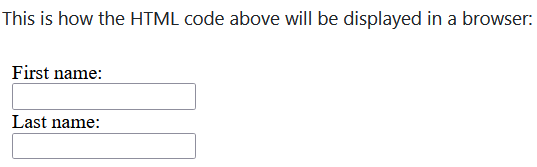 This is how the HTML code above will be displayed in a browser:
First name:
Last name: